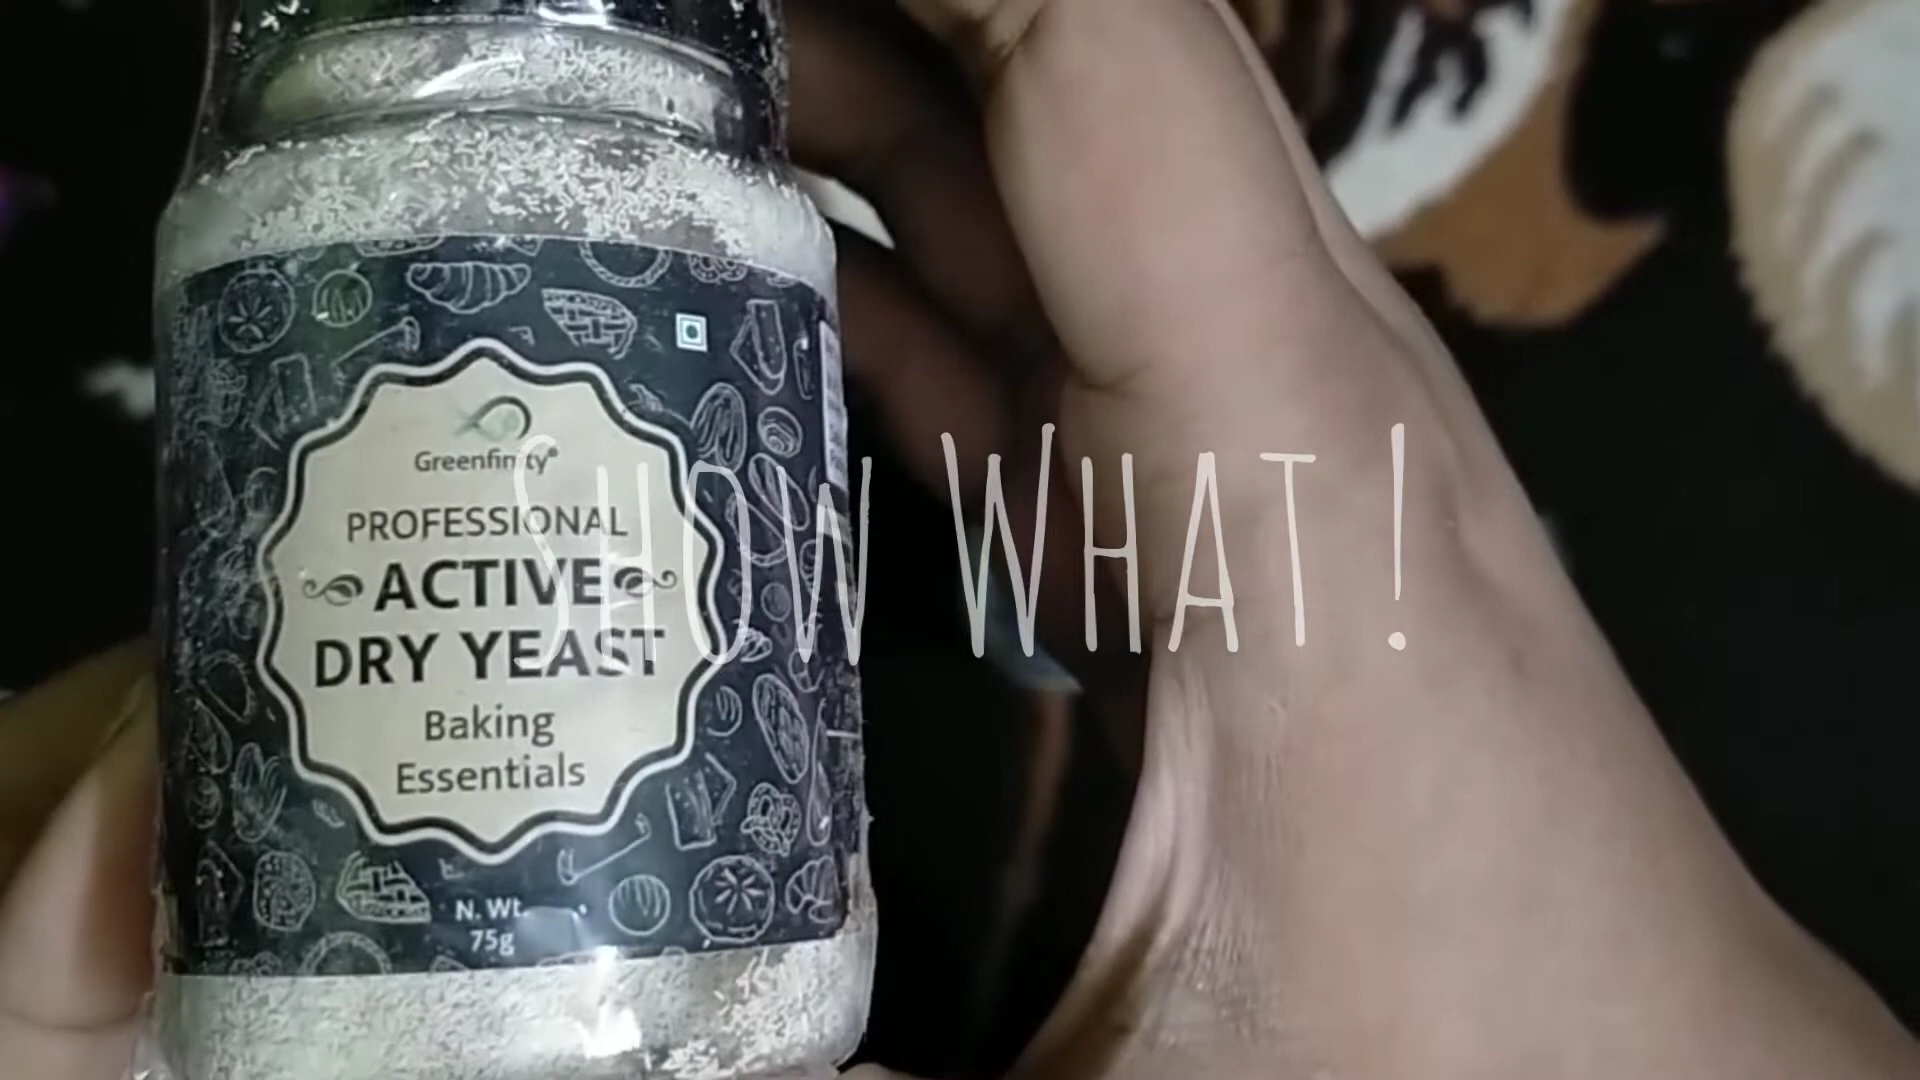 Greenfinity®
PROFESSIONAL
ACTIVE
DRY YEAST
Baking
Essentials
N. Wt.
75g
SHOW WHAT !